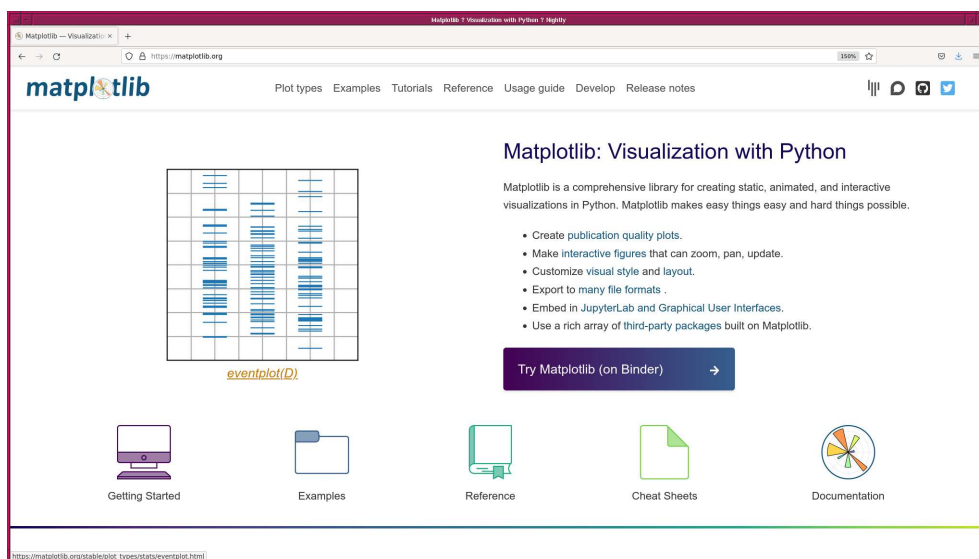 Matplotlib ? Visualization with Python ? Nightly
Matplotlib — Visualizatio ×
+
https://matplotlib.org
150%
matplotlib
Plot types Examples Tutorials Reference Usage guide Develop Release notes
Matplotlib: Visualization with Python
Matplotlib is a comprehensive library for creating static, animated, and interactive
visualizations in Python. Matplotlib makes easy things easy and hard things possible.
• Create publication quality plots.
• Make interactive figures that can zoom, pan, update.
• Customize visual style and layout.
• Export to many file formats .
• Embed in JupyterLab and Graphical User Interfaces.
• Use a rich array of third-party packages built on Matplotlib.
eventplot(D)
Try Matplotlib (on Binder) →
Getting Started Examples Reference Cheat Sheets Documentation
https://matplotlib.org/stable/plot_types/stats/eventplot.html